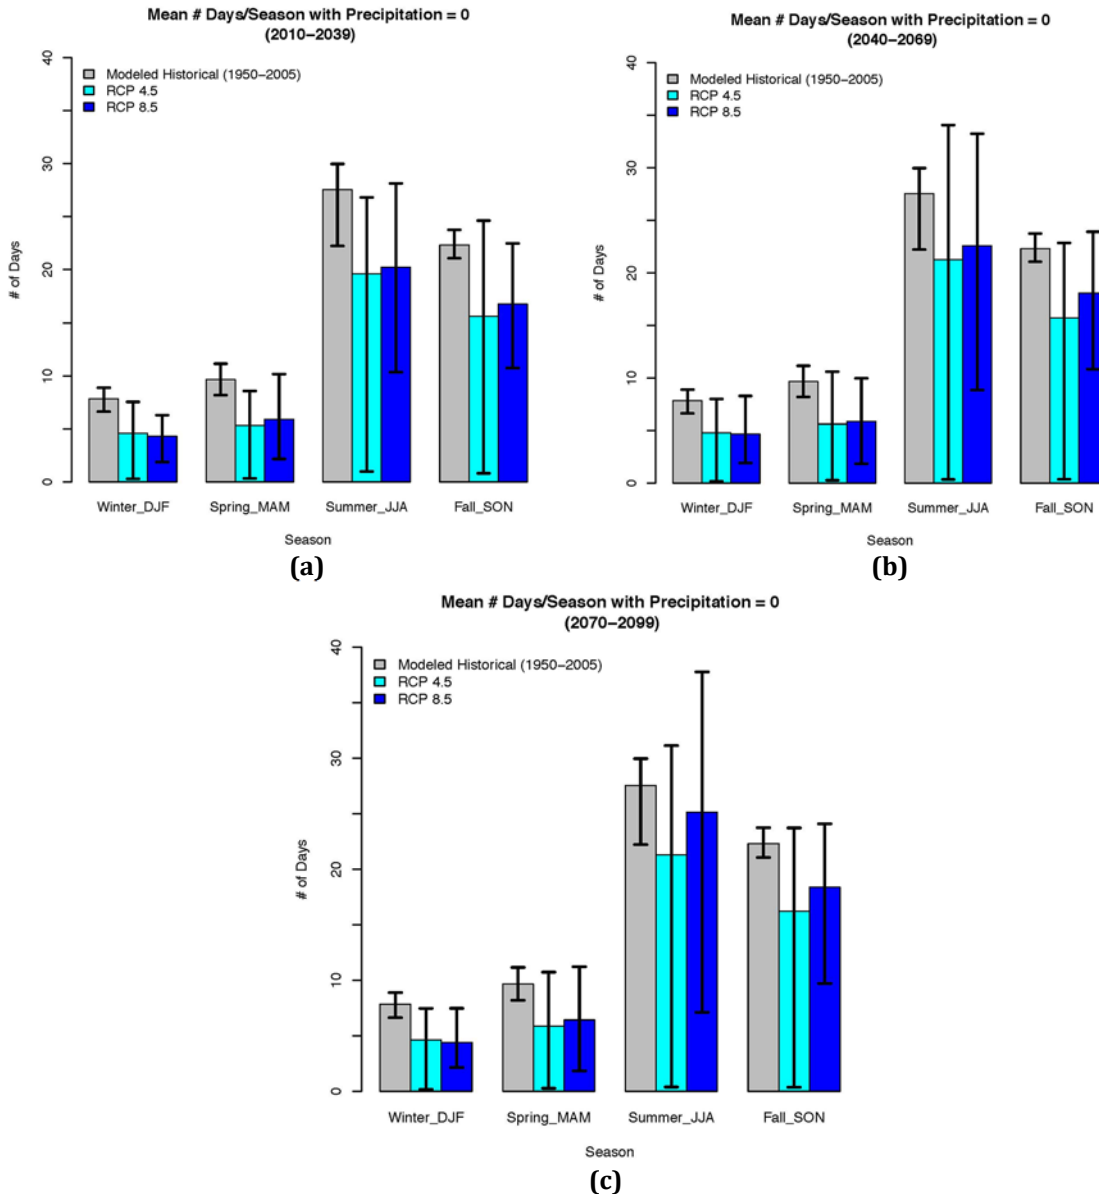 Mean # Days/Season with Precipitation = 0
(2010–2039)
40
30
20
10
0
# of Days
Modeled Historical (1950–2005)
RCP 4.5
RCP 8.5
Winter_DJF
Spring_MAM
Summer_JJA
Fall_SON
Season
(a)
Mean # Days/Season with Precipitation = 0
(2040–2069)
40
30
20
10
0
# of Days
Modeled Historical (1950–2005)
RCP 4.5
RCP 8.5
Winter_DJF
Spring_MAM
Summer_JJA
Fall_SON
Season
(b)
Mean # Days/Season with Precipitation = 0
(2070–2099)
40
30
20
10
0
# of Days
Modeled Historical (1950–2005)
RCP 4.5
RCP 8.5
Winter_DJF
Spring_MAM
Summer_JJA
Fall_SON
Season
(c)